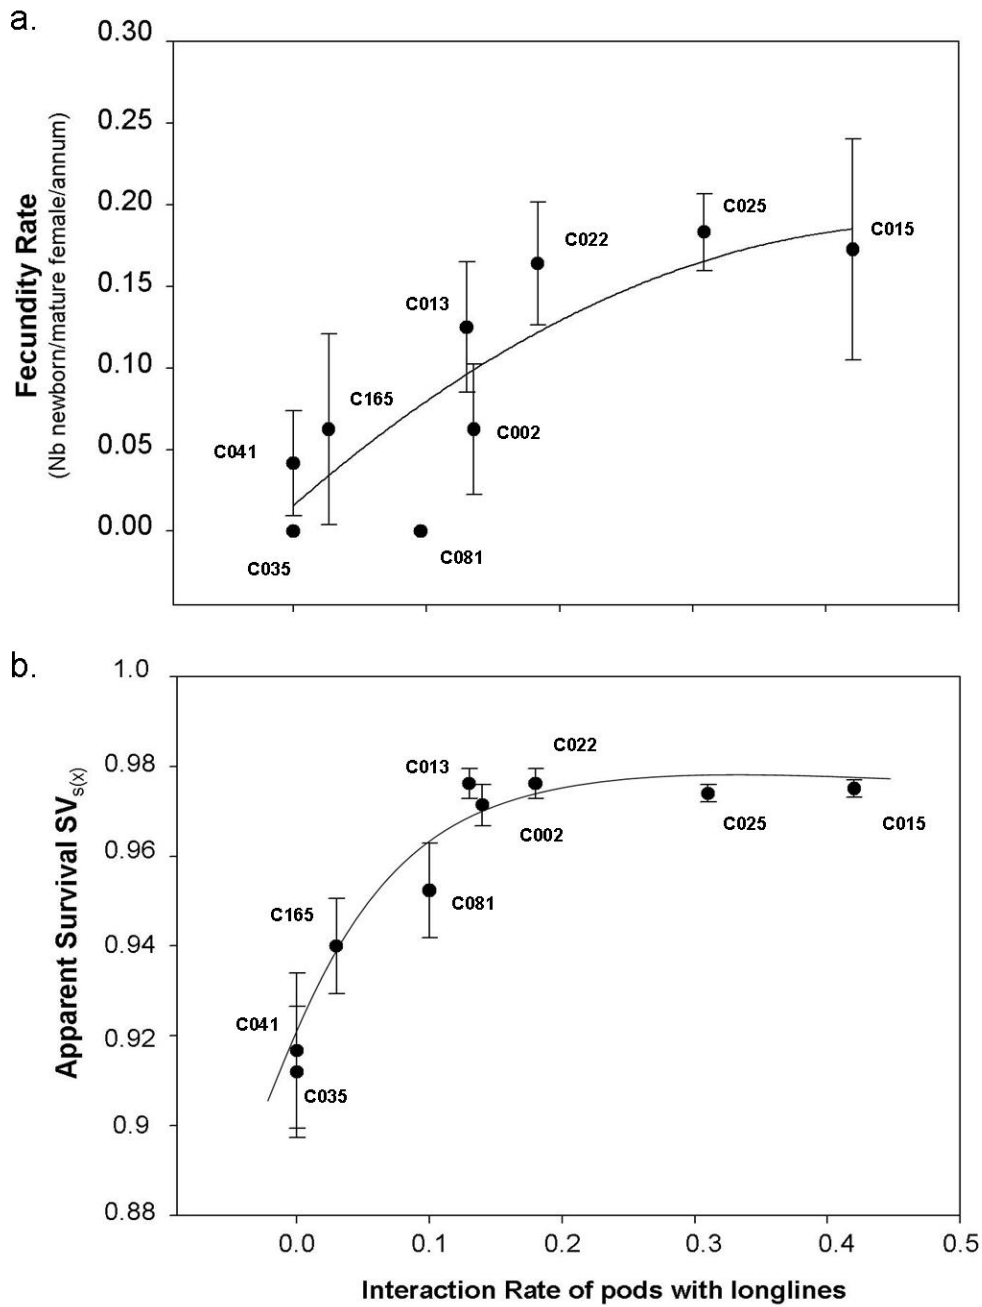 a.
0.30
0.25
0.20
0.15
0.10
0.05
0.00
Fecundity Rate
(Nb newborn/mature female/annum)
C025
C015
C022
C013
C165
C002
C041
C081
C035
b.
1.0
0.98
0.96
0.94
0.92
0.9
0.88
Apparent Survival SVs(x)
C022
C013
C025
C015
C002
C081
C165
C041
C035
0.0 0.1 0.2 0.3 0.4 0.5
Interaction Rate of pods with longlines